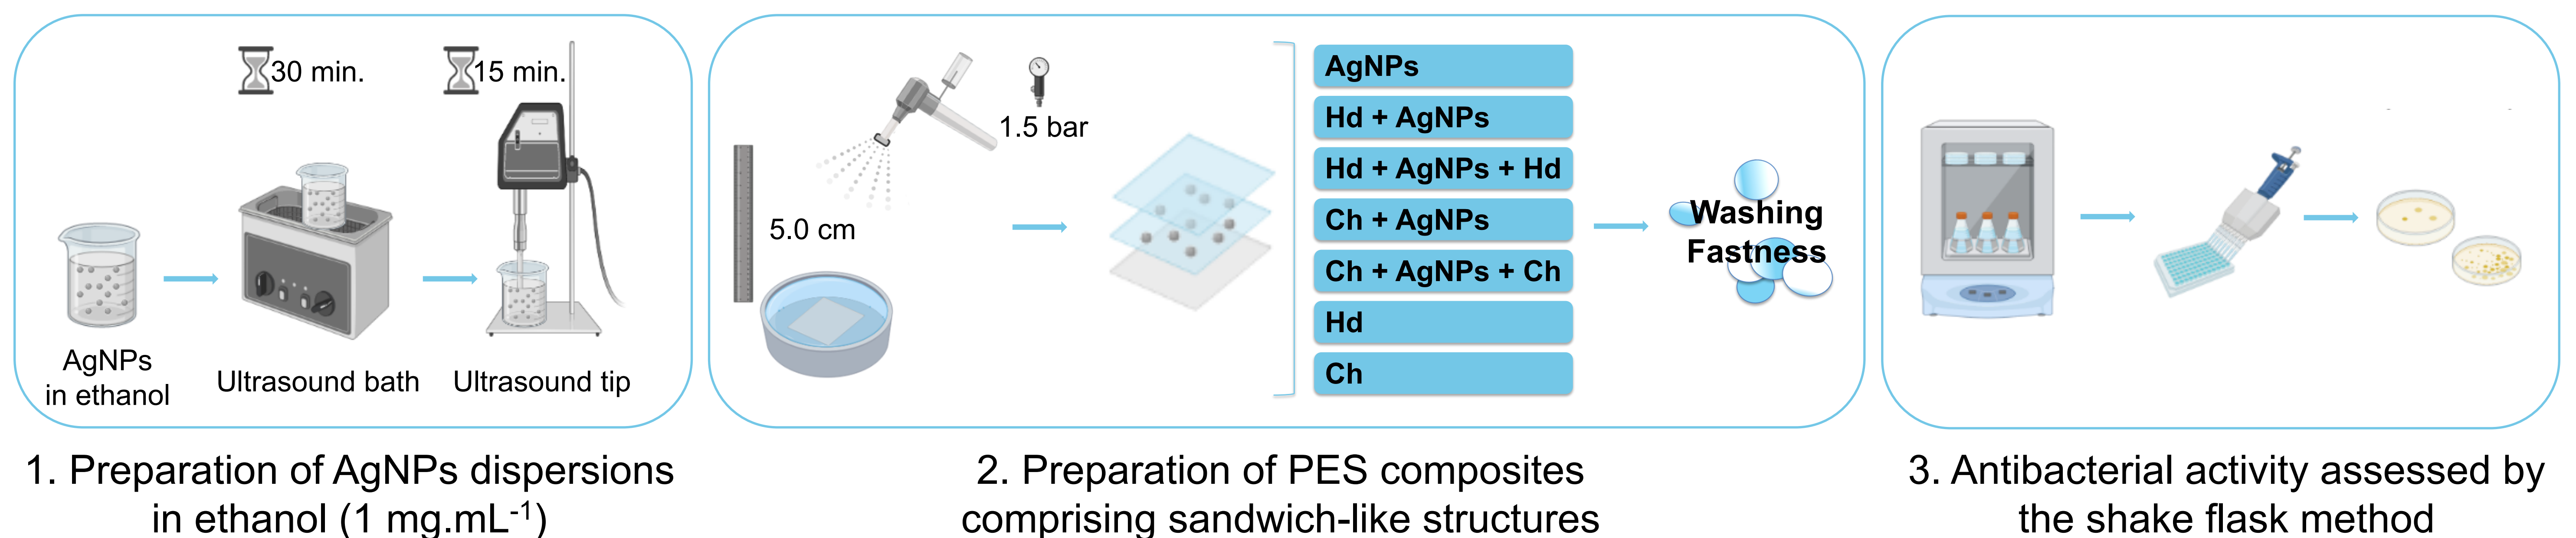 30 min.
15 min.
AgNPs
in ethanol
Ultrasound bath
Ultrasound tip
1. Preparation of AgNPs dispersions
in ethanol (1 mg.mL⁻¹)
1.5 bar
5.0 cm
AgNPs
Hd + AgNPs
Hd + AgNPs + Hd
Ch + AgNPs
Ch + AgNPs + Ch
Hd
Ch
Washing
Fastness
2. Preparation of PES composites
comprising sandwich-like structures
3. Antibacterial activity assessed by
the shake flask method